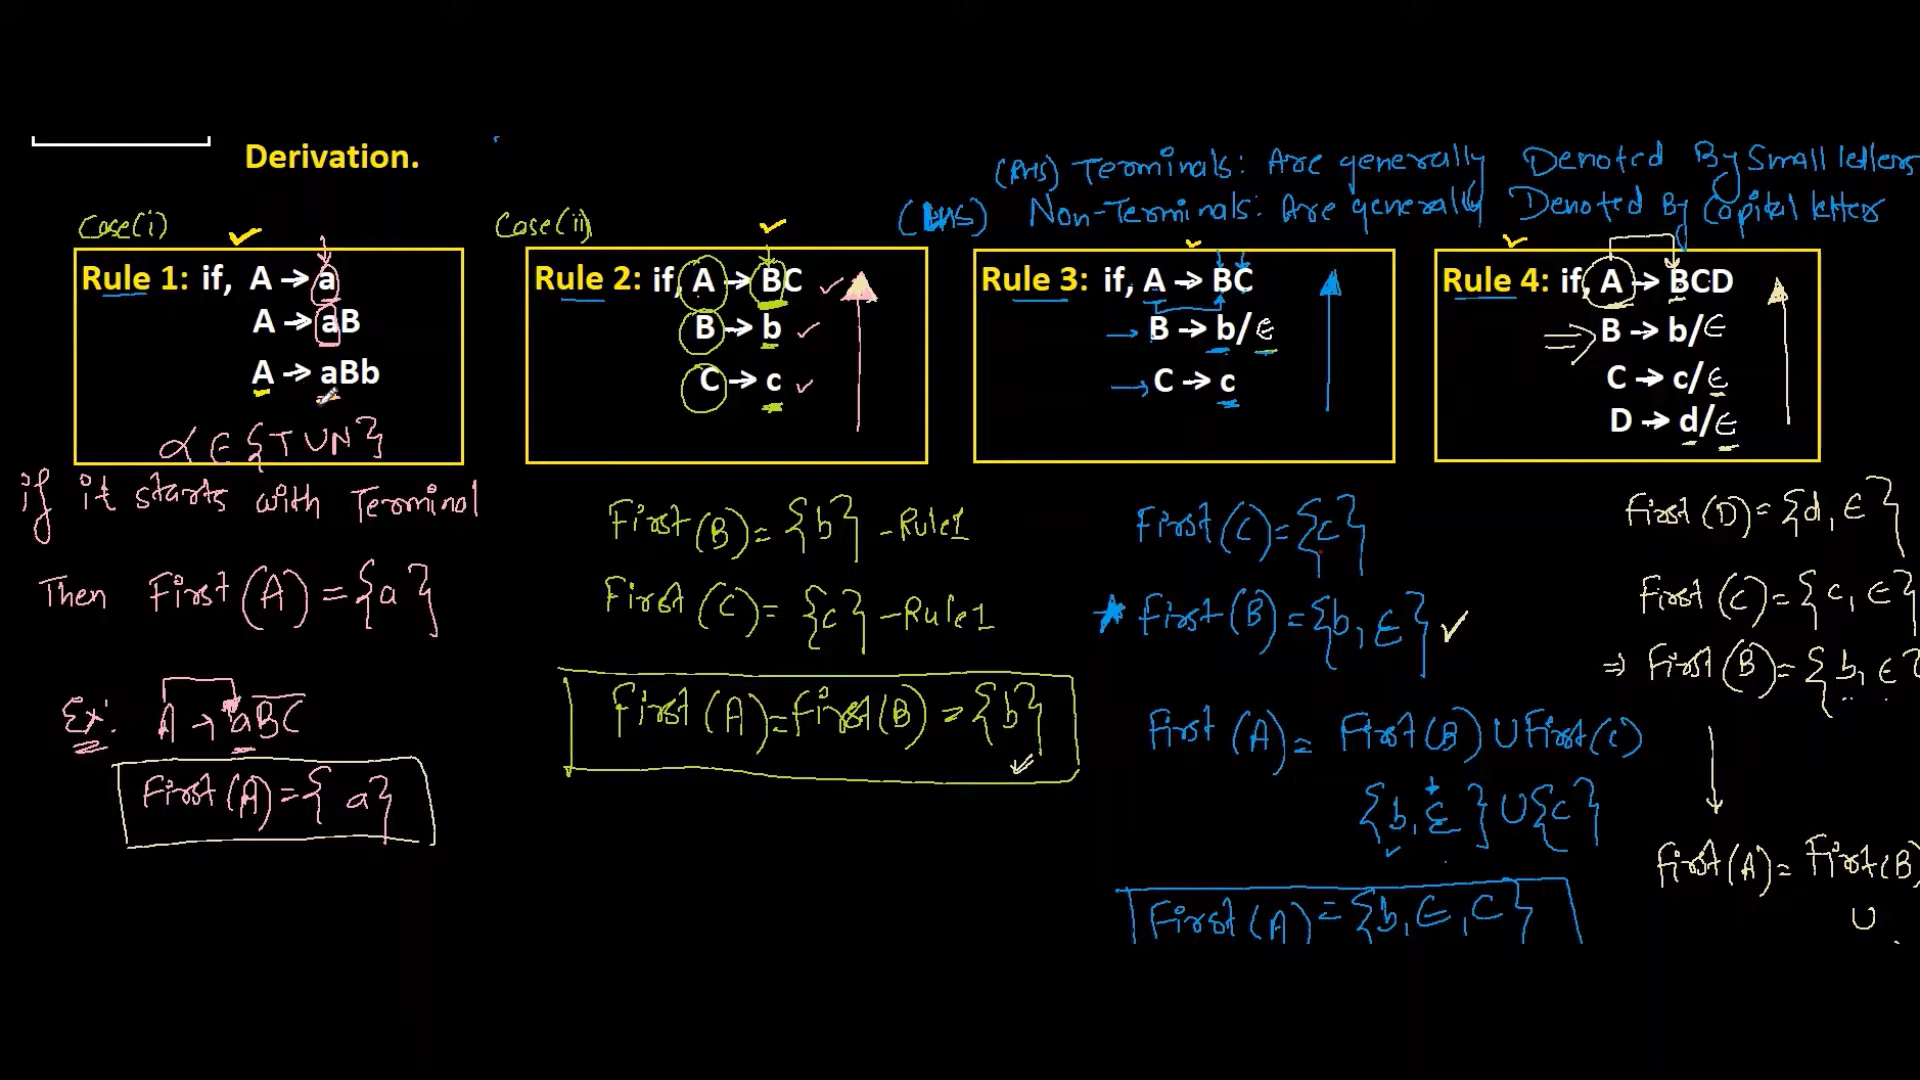 Derivation.
(RHS) Terminals: Are generally Denoted By Small letters
(LHS) Non-Terminals: Are generally Denoted By Capital letters
Case(i)
Rule 1: if, A → a
A → aB
A → aBb
α ∈ {T U N}
if it starts with Terminal
Then First(A) = {a}
Ex: A → aBC
First(A) = {a}
Case(ii)
Rule 2: if, A → BC
B → b
C → c
First(B) = {b} - Rule1
First(C) = {c} - Rule1
First(A) = First(B) = {b}
Rule 3: if, A → BC
→ B → b/ε
→ C → c
First(C) = {c}
* First(B) = {b, ε}
First(A) = First(B) U First(C)
{b, ε} U {c}
First(A) = {b, ε, c}
Rule 4: if, A → BCD
⇒ B → b/ε
C → c/ε
D → d/ε
First(D) = {d, ε}
First(C) = {c, ε}
⇒ First(B) = {b, ε
First(A) = First(B)
U